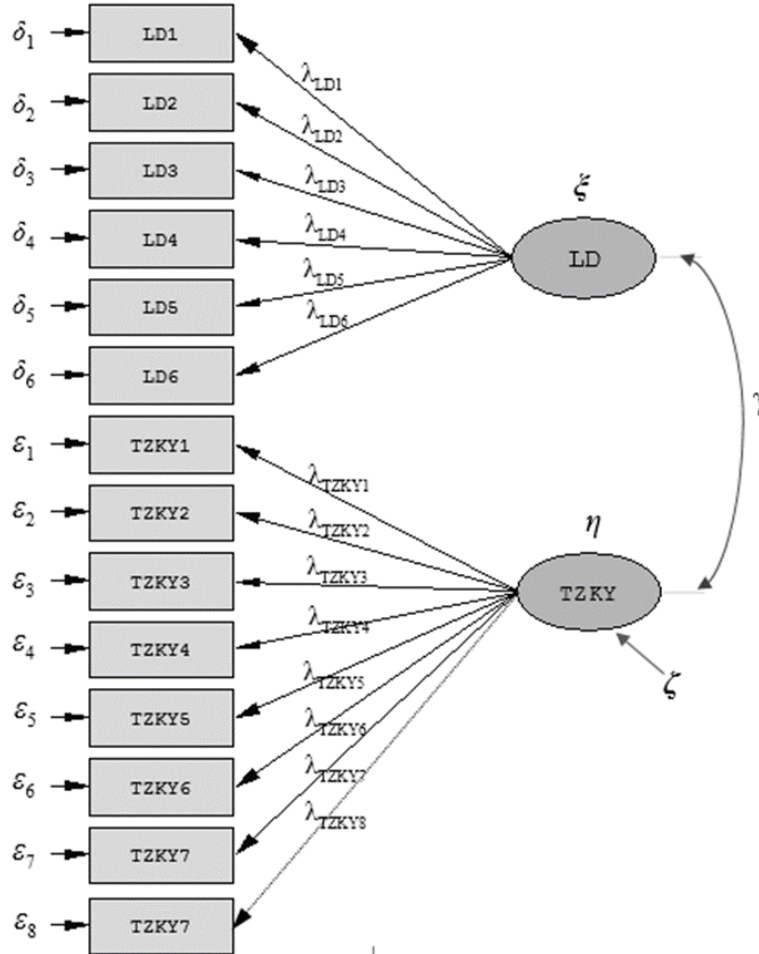 δ1 LD1
λLD1
δ2 LD2
λLD2
δ3 LD3
λLD3
ξ
δ4 LD4
λLD4
LD
δ5 LD5
λLD5
δ6 LD6
λLD6
γ
ε1 TZKY1
λTZKY1
ε2 TZKY2
λTZKY2
η
ε3 TZKY3
λTZKY3
TZKY
ε4 TZKY4
λTZKY4
ζ
ε5 TZKY5
λTZKY5
ε6 TZKY6
λTZKY6
ε7 TZKY7
λTZKY7
λTZKY8
ε8 TZKY7